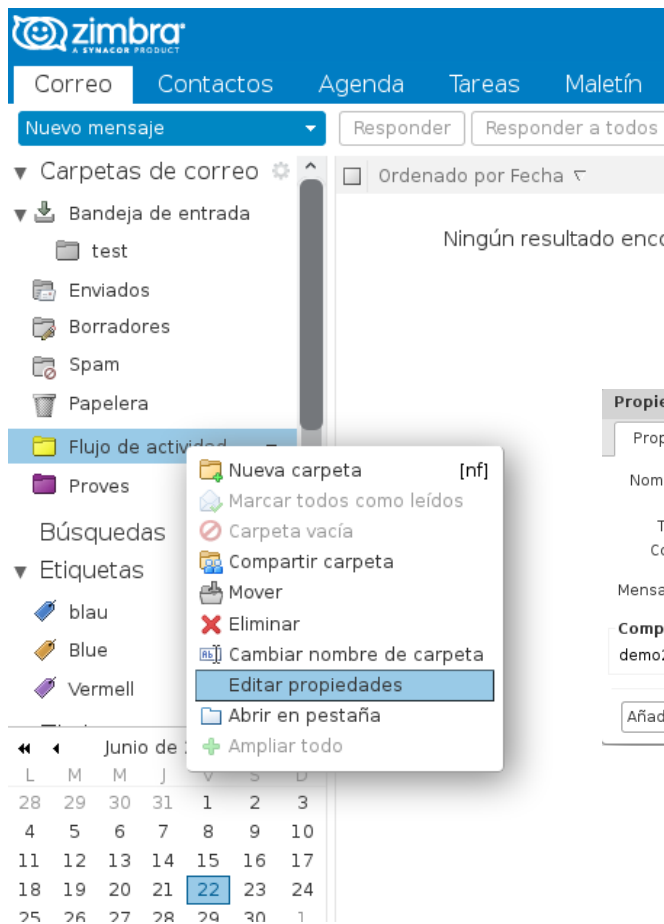 zimbra
A SYNACOR PRODUCT
Correo Contactos Agenda Tareas Maletín
Nuevo mensaje Responder Responder a todos
Carpetas de correo Ordenado por Fecha
Bandeja de entrada
Ningún resultado enco
test
Enviados
Borradores
Spam
Papelera
Propie
Flujo de actividad
Prop
Nueva carpeta [nf]
Nom
Proves
Marcar todos como leídos
Búsquedas
Carpeta vacía
T
Co
Compartir carpeta
Etiquetas
Mover
Mensa
blau
Eliminar
Comp
Blue
Cambiar nombre de carpeta
demo2
Vermell
Editar propiedades
Abrir en pestaña
Añad
Junio de
Ampliar todo
L M M J V S D
28 29 30 31 1 2 3
4 5 6 7 8 9 10
11 12 13 14 15 16 17
18 19 20 21 22 23 24
25 26 27 28 29 30 1